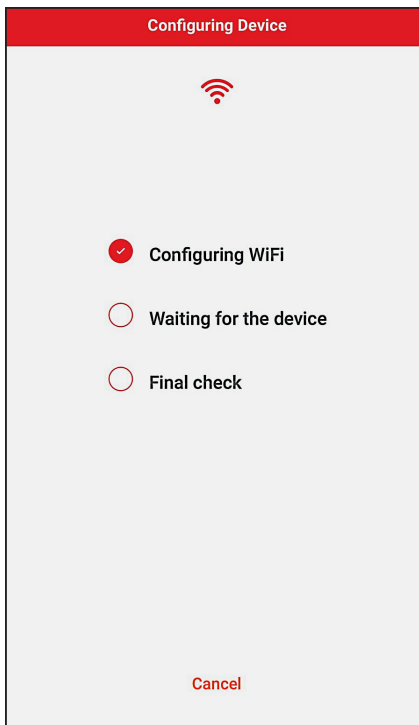 Configuring Device
Configuring WiFi
Waiting for the device
Final check
Cancel